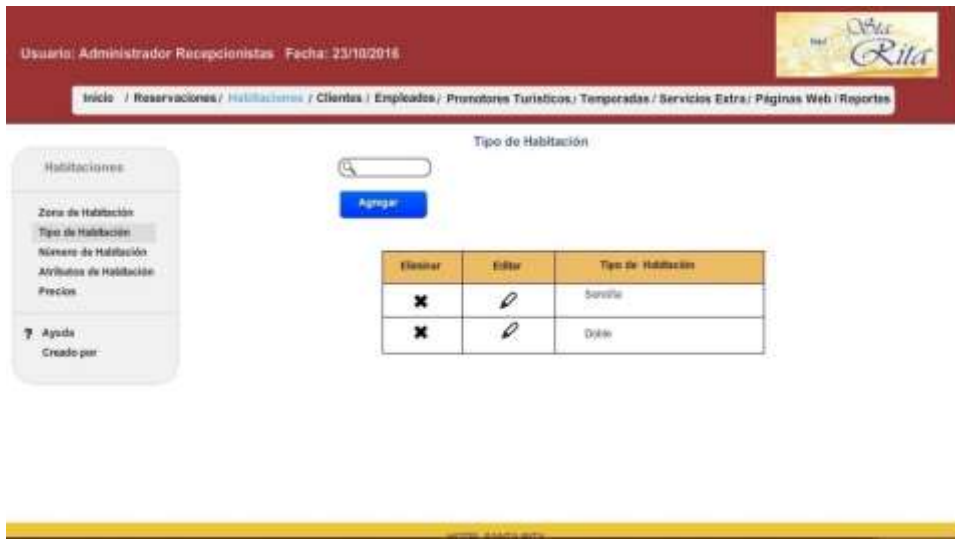 Usuario: Administrador Recepcionistas Fecha: 23/10/2016
Hotel
Sta.
Rita
Inicio / Reservaciones / Habitaciones / Clientes / Empleados / Promotores Turísticos / Temporadas / Servicios Extra / Páginas Web / Reportes
Tipo de Habitación
Habitaciones
Agregar
Zona de Habitación
Tipo de Habitación
Número de Habitación
Atributos de Habitación
Precios
? Ayuda
Creado por
Eliminar Editar Tipo de Habitación
Sencilla
Doble
HOTEL SANTA RITA